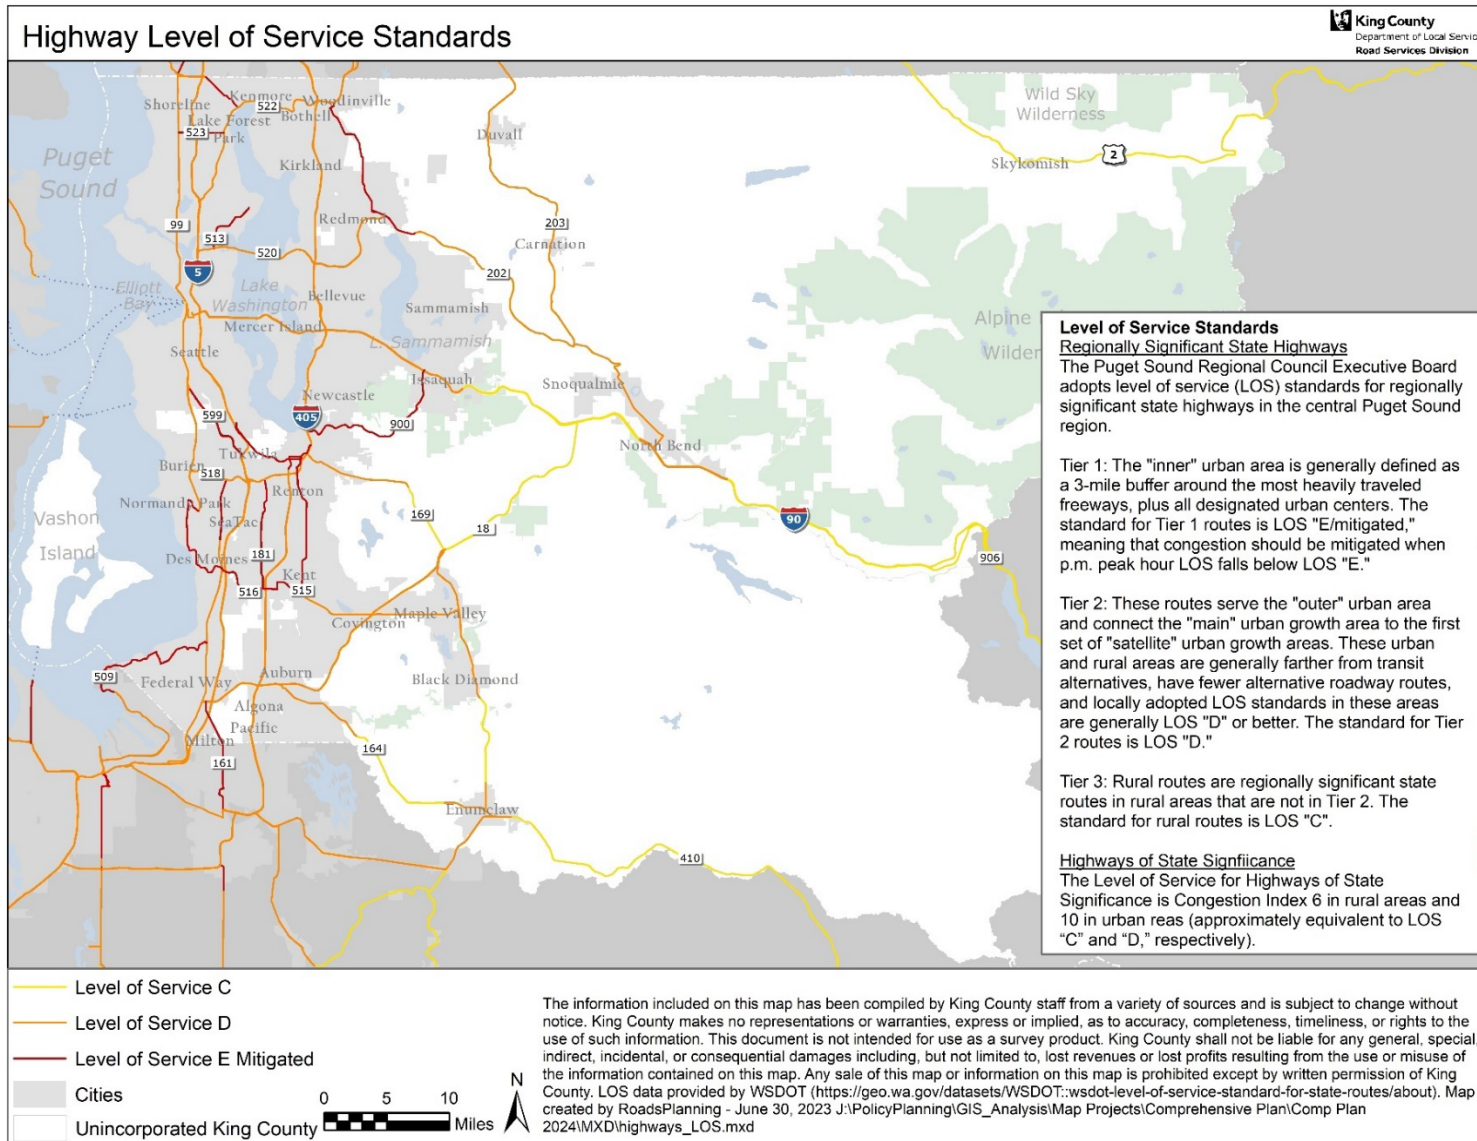 Highway Level of Service Standards
King County
Department of Local Servic
Road Services Division
Shoreline
Kenmore
522
Woodinville
Bothell
Lake Forest
Park
523
Duvall
Wild Sky
Wilderness
2
Skykomish
Puget
Sound
Kirkland
99
513
Redmond
203
Carnation
520
5
202
Elliott
Bay
Lake
Washington
Bellevue
Sammamish
Mercer Island
L. Sammamish
Alpine
Wilder
Seattle
Issaquah
Snoqualmie
Newcastle
599
405
900
North Bend
Burien
Tukwila
518
Renton
Normandy Park
SeaTac
169
18
90
906
Vashon
Island
Des Moines
181
Kent
516
515
Covington
Maple Valley
509
Federal Way
Auburn
Black Diamond
Algona
Pacific
Milton
161
164
Enumclaw
410
Level of Service Standards
Regionally Significant State Highways
The Puget Sound Regional Council Executive Board
adopts level of service (LOS) standards for regionally
significant state highways in the central Puget Sound
region.
Tier 1: The "inner" urban area is generally defined as
a 3-mile buffer around the most heavily traveled
freeways, plus all designated urban centers. The
standard for Tier 1 routes is LOS "E/mitigated,"
meaning that congestion should be mitigated when
p.m. peak hour LOS falls below LOS "E."
Tier 2: These routes serve the "outer" urban area
and connect the "main" urban growth area to the first
set of "satellite" urban growth areas. These urban
and rural areas are generally farther from transit
alternatives, have fewer alternative roadway routes,
and locally adopted LOS standards in these areas
are generally LOS "D" or better. The standard for Tier
2 routes is LOS "D."
Tier 3: Rural routes are regionally significant state
routes in rural areas that are not in Tier 2. The
standard for rural routes is LOS "C".
Highways of State Signfiicance
The Level of Service for Highways of State
Significance is Congestion Index 6 in rural areas and
10 in urban reas (approximately equivalent to LOS
“C” and “D,” respectively).
Level of Service C
Level of Service D
Level of Service E Mitigated
Cities
Unincorporated King County
0 5 10
Miles
N
The information included on this map has been compiled by King County staff from a variety of sources and is subject to change without
notice. King County makes no representations or warranties, express or implied, as to accuracy, completeness, timeliness, or rights to the
use of such information. This document is not intended for use as a survey product. King County shall not be liable for any general, special,
indirect, incidental, or consequential damages including, but not limited to, lost revenues or lost profits resulting from the use or misuse of
the information contained on this map. Any sale of this map or information on this map is prohibited except by written permission of King
County. LOS data provided by WSDOT (https://geo.wa.gov/datasets/WSDOT::wsdot-level-of-service-standard-for-state-routes/about). Map
created by RoadsPlanning - June 30, 2023 J:\PolicyPlanning\GIS_Analysis\Map Projects\Comprehensive Plan\Comp Plan
2024\MXD\highways_LOS.mxd